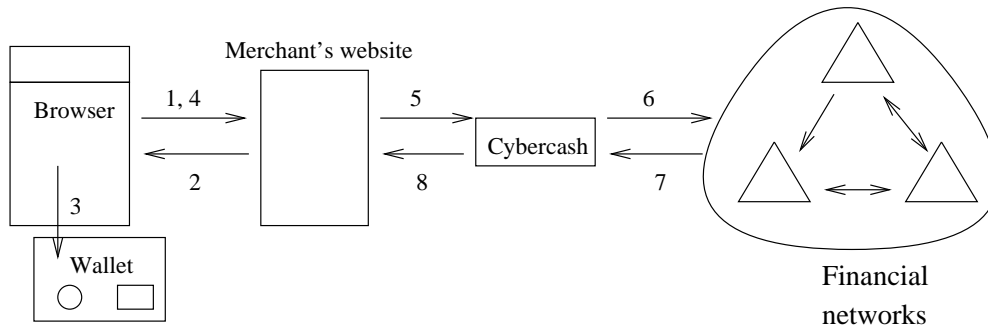 Merchant's website
Browser
1, 4
5
6
Cybercash
2
8
7
3
Wallet
Financial
networks